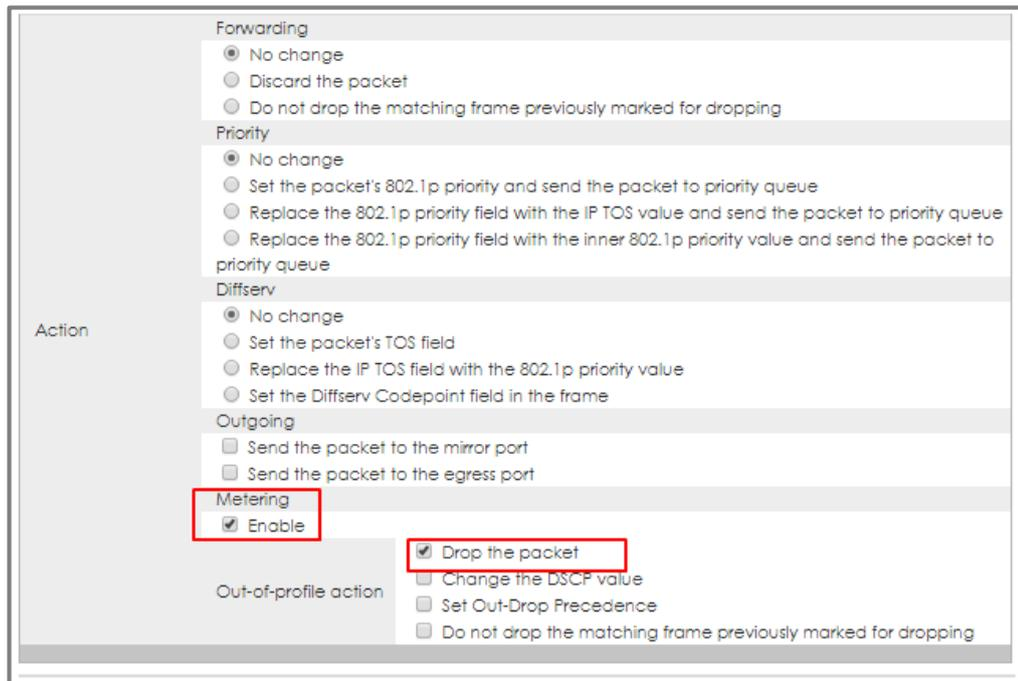 Forwarding
No change
Discard the packet
Do not drop the matching frame previously marked for dropping
Priority
No change
Set the packet's 802.1p priority and send the packet to priority queue
Replace the 802.1p priority field with the IP TOS value and send the packet to priority queue
Replace the 802.1p priority field with the inner 802.1p priority value and send the packet to
priority queue
Diffserv
No change
Action
Set the packet's TOS field
Replace the IP TOS field with the 802.1p priority value
Set the Diffserv Codepoint field in the frame
Outgoing
Send the packet to the mirror port
Send the packet to the egress port
Metering
Enable
Out-of-profile action
Drop the packet
Change the DSCP value
Set Out-Drop Precedence
Do not drop the matching frame previously marked for dropping